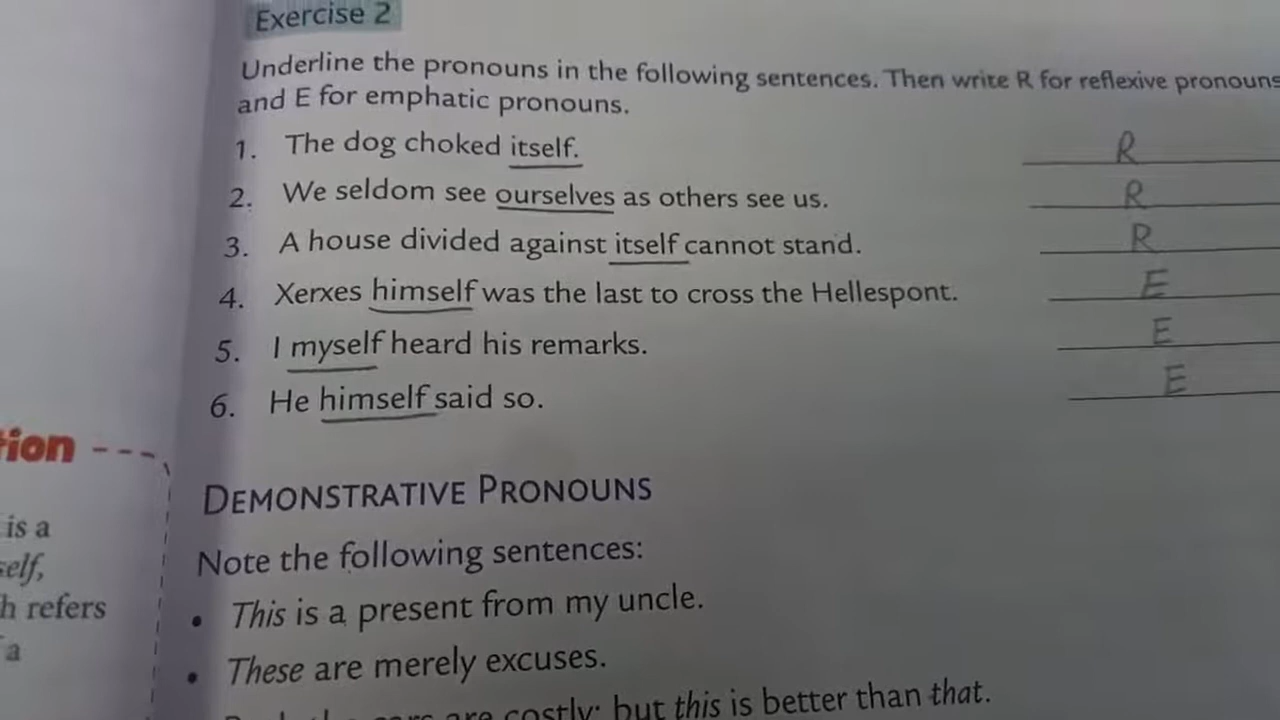 Exercise 2
Underline the pronouns in the following sentences. Then write R for reflexive pronouns
and E for emphatic pronouns.
1. The dog choked itself. R
2. We seldom see ourselves as others see us. R
3. A house divided against itself cannot stand. R
4. Xerxes himself was the last to cross the Hellespont. E
5. I myself heard his remarks. E
6. He himself said so. E
tion
is a
self,
h refers
a
DEMONSTRATIVE PRONOUNS
Note the following sentences:
• This is a present from my uncle.
• These are merely excuses.
cars are costly; but this is better than that.